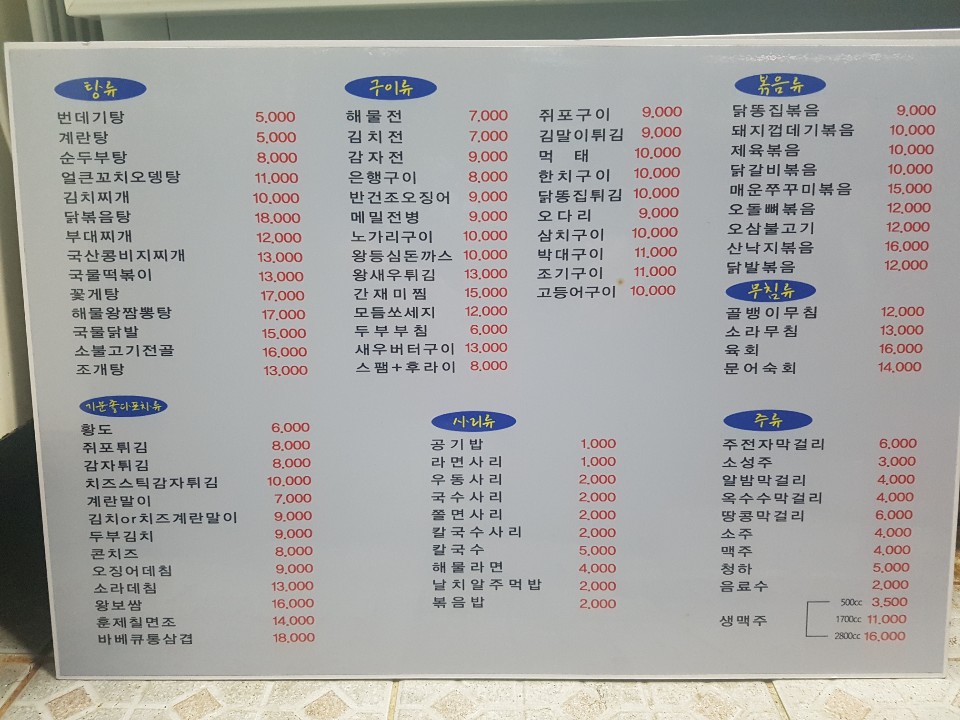 탕류
번데기탕 5,000
계란탕 5,000
순두부탕 8,000
얼큰꼬치오뎅탕 11,000
김치찌개 10,000
닭볶음탕 18,000
부대찌개 12,000
국산콩비지찌개 13,000
국물떡볶이 13,000
꽃게탕 17,000
해물왕짬뽕탕 17,000
국물닭발 15,000
소불고기전골 16,000
조개탕 13,000
구이류
해물전 7,000
김치전 7,000
감자전 9,000
은행구이 8,000
반건조오징어 9,000
메밀전병 9,000
노가리구이 10,000
왕등심돈까스 10,000
왕새우튀김 13,000
간재미찜 15,000
모듬쏘세지 12,000
두부부침 6,000
새우버터구이 13,000
스팸+후라이 8,000
쥐포구이 9,000
김말이튀김 9,000
먹 태 10,000
한치구이 10,000
닭똥집튀김 10,000
오다리 9,000
삼치구이 10,000
박대구이 11,000
조기구이 11,000
고등어구이 10,000
볶음류
닭똥집볶음 9,000
돼지껍데기볶음 10,000
제육볶음 10,000
닭갈비볶음 10,000
매운쭈꾸미볶음 15,000
오돌뼈볶음 12,000
오삼불고기 12,000
산낙지볶음 16,000
닭발볶음 12,000
무침류
골뱅이무침 12,000
소라무침 13,000
육회 16,000
문어숙회 14,000
기분좋다포차류
황도 6,000
쥐포튀김 8,000
감자튀김 8,000
치즈스틱감자튀김 10,000
계란말이 7,000
김치or치즈계란말이 9,000
두부김치 9,000
콘치즈 8,000
오징어데침 9,000
소라데침 13,000
왕보쌈 16,000
훈제칠면조 14,000
바베큐통삼겹 18,000
사리류
공기밥 1,000
라면사리 1,000
우동사리 2,000
국수사리 2,000
쫄면사리 2,000
칼국수사리 2,000
칼국수 5,000
해물라면 4,000
날치알주먹밥 2,000
볶음밥 2,000
주류
주전자막걸리 6,000
소성주 3,000
알밤막걸리 4,000
옥수수막걸리 4,000
땅콩막걸리 6,000
소주 4,000
맥주 4,000
청하 5,000
음료수 2,000
생맥주
500cc 3,500
1700cc 11,000
2800cc 16,000